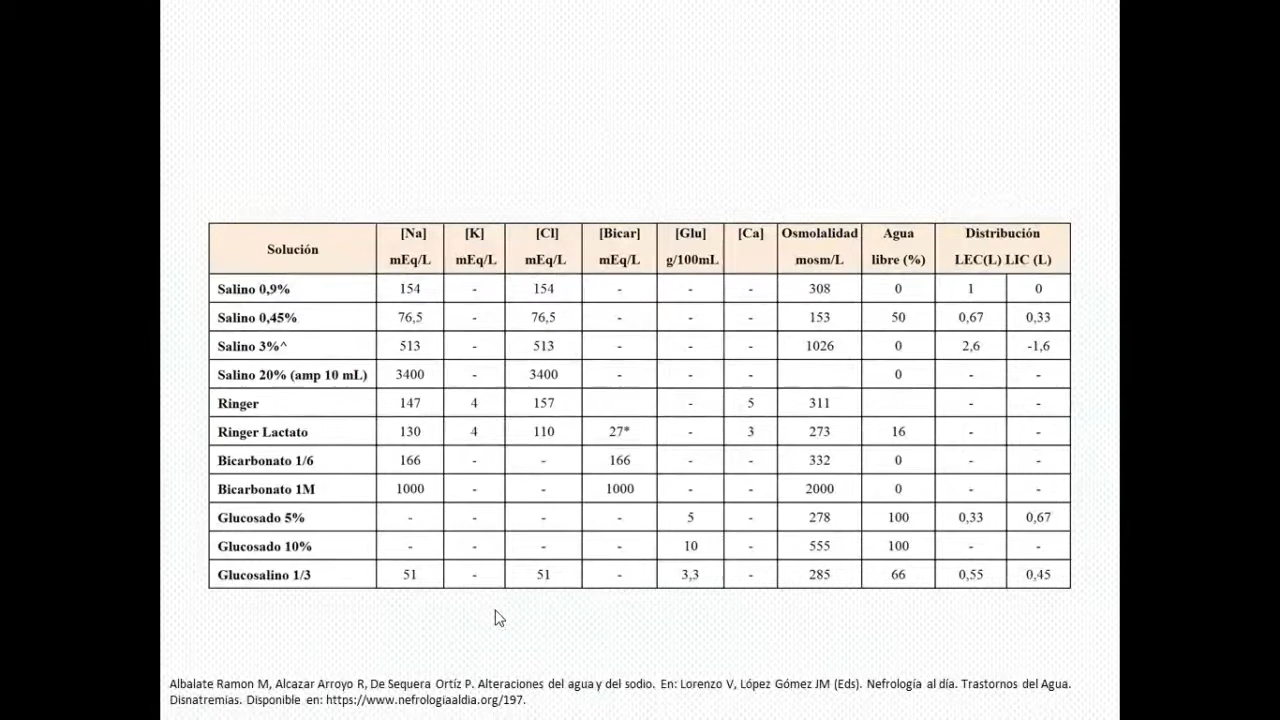 Solución [Na] mEq/L [K] mEq/L [Cl] mEq/L [Bicar] mEq/L [Glu] g/100mL [Ca] Osmolalidad mosm/L Agua libre (%) Distribución LEC(L) LIC (L)
Salino 0,9% 154 - 154 - - - 308 0 1 0
Salino 0,45% 76,5 - 76,5 - - - 153 50 0,67 0,33
Salino 3%^ 513 - 513 - - - 1026 0 2,6 -1,6
Salino 20% (amp 10 mL) 3400 - 3400 - - - 0 - -
Ringer 147 4 157 - 5 311 - -
Ringer Lactato 130 4 110 27* - 3 273 16 - -
Bicarbonato 1/6 166 - - 166 - - 332 0 - -
Bicarbonato 1M 1000 - - 1000 - - 2000 0 - -
Glucosado 5% - - - - 5 - 278 100 0,33 0,67
Glucosado 10% - - - - 10 - 555 100 - -
Glucosalino 1/3 51 - 51 - 3,3 - 285 66 0,55 0,45
Albalate Ramon M, Alcazar Arroyo R, De Sequera Ortíz P. Alteraciones del agua y del sodio. En: Lorenzo V, López Gómez JM (Eds). Nefrología al día. Trastornos del Agua.
Disnatremias. Disponible en: https://www.nefrologiaaldia.org/197.